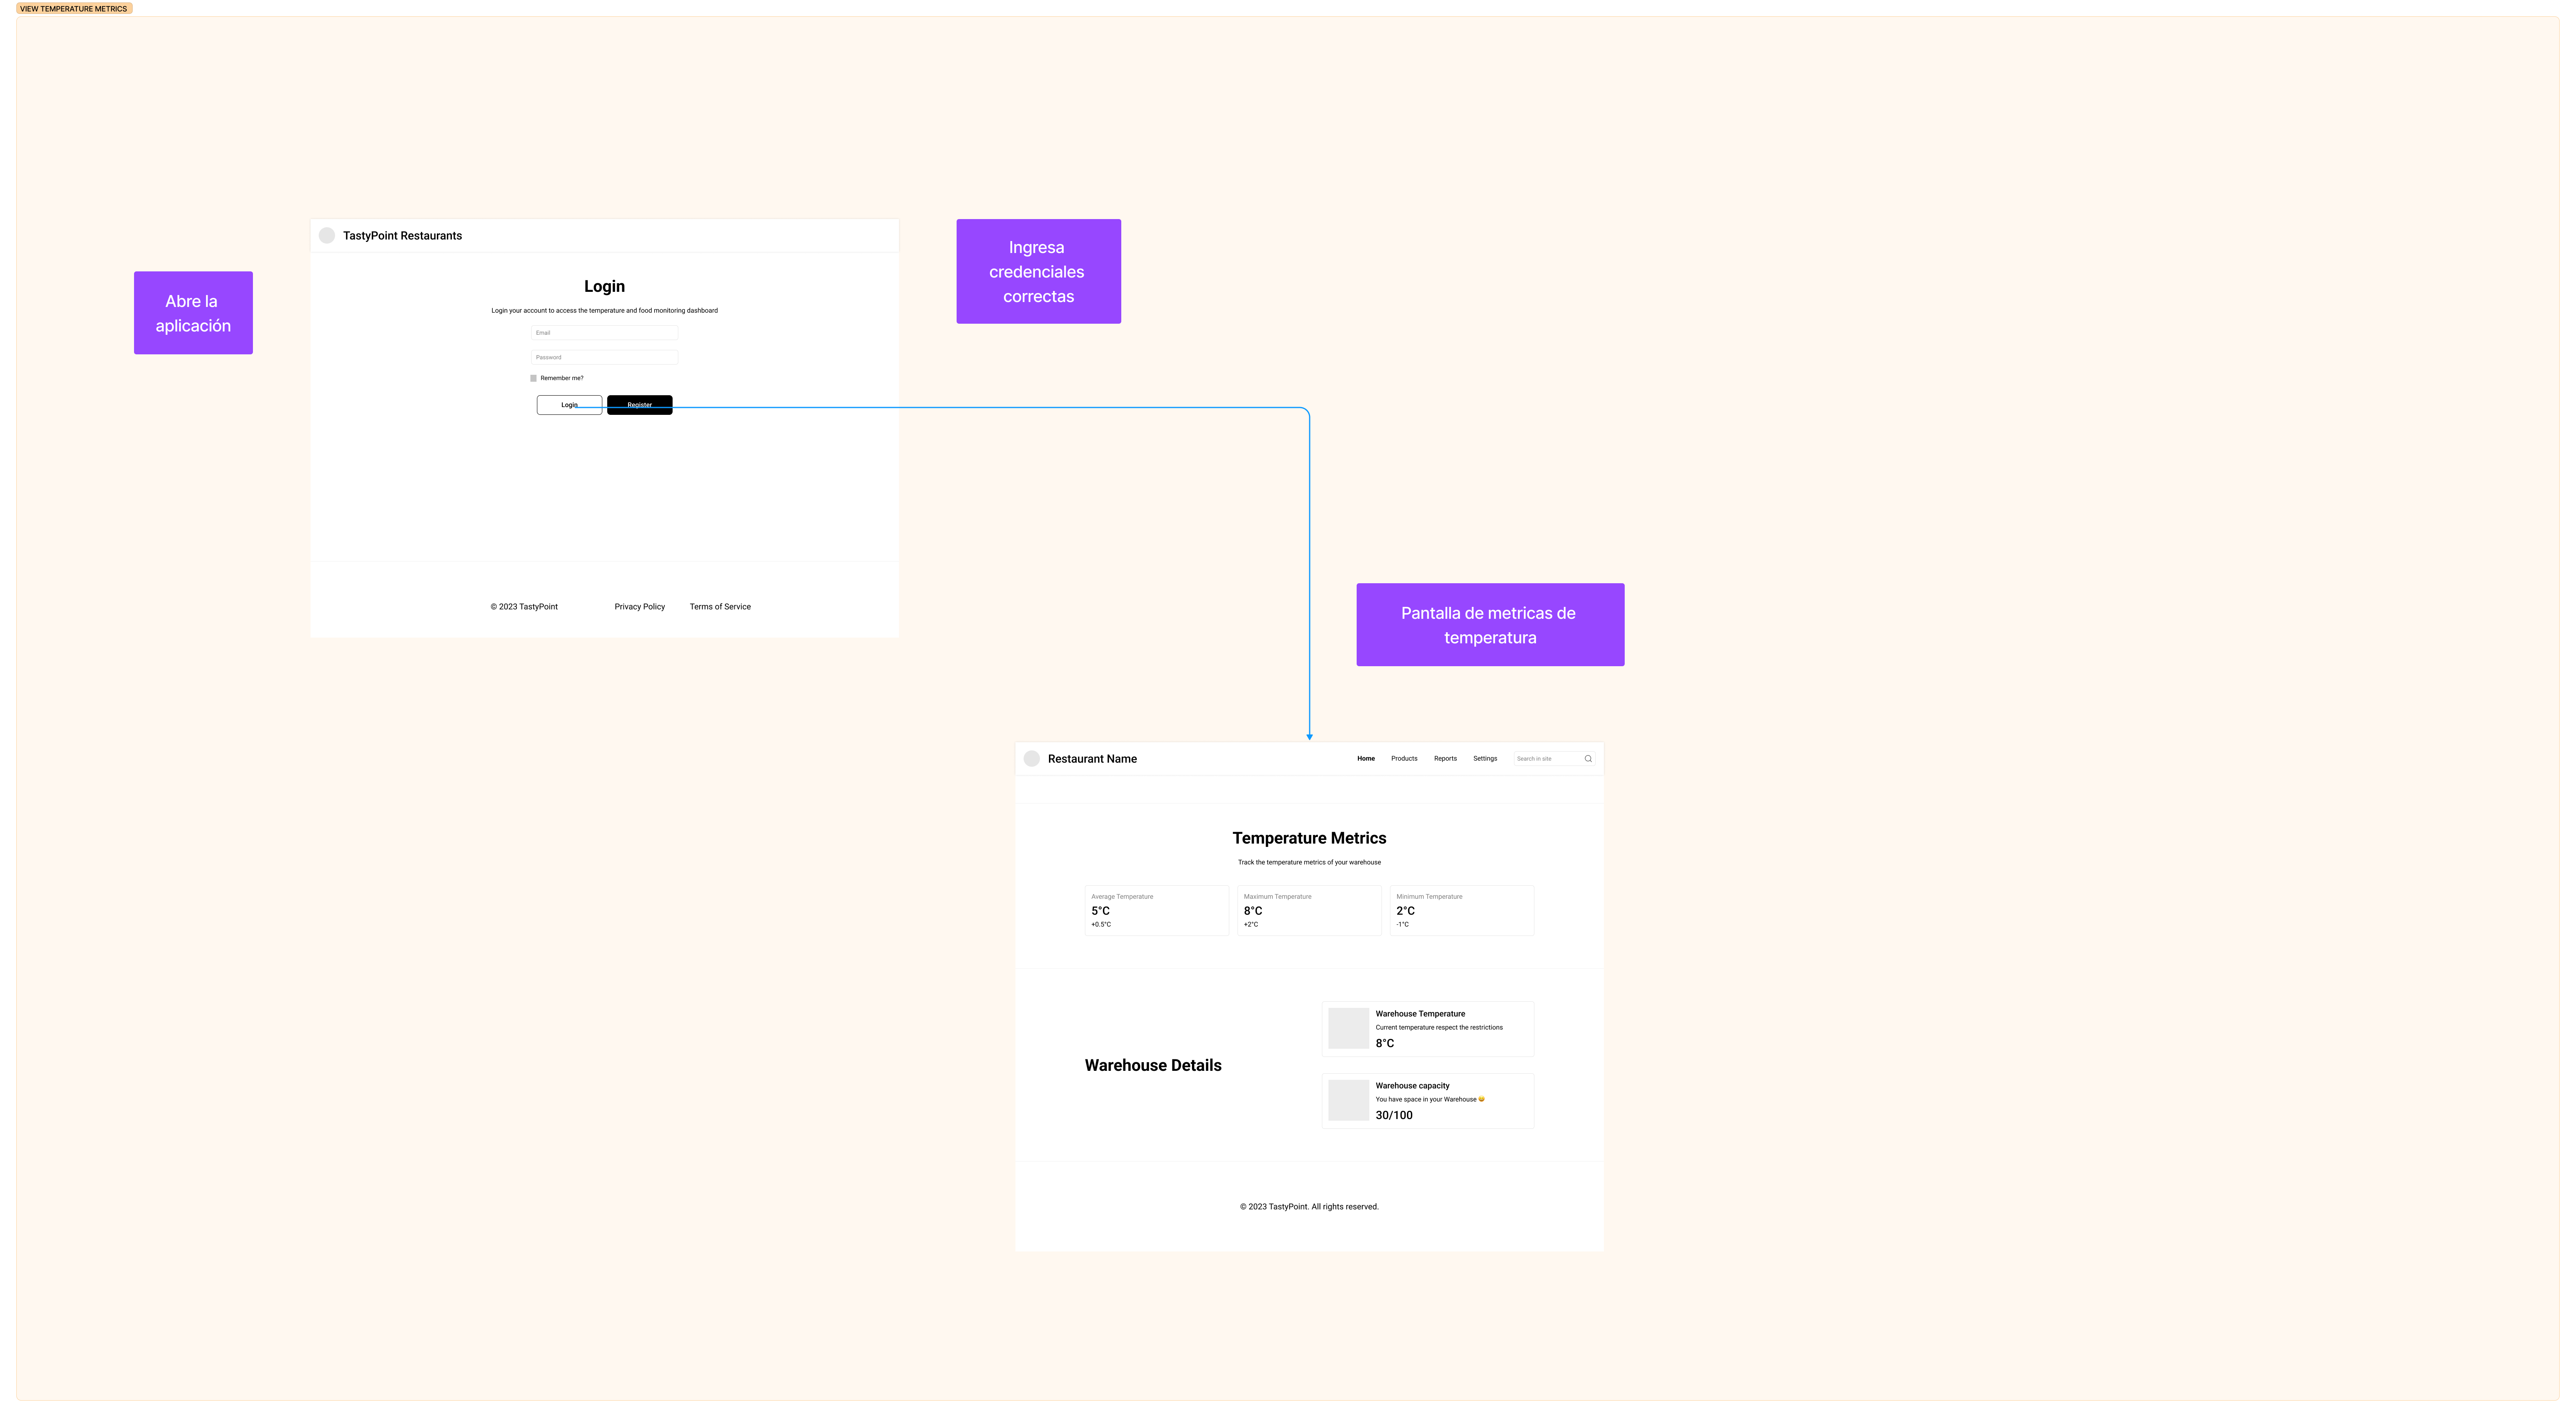 VIEW TEMPERATURE METRICS
Abre la
aplicación
TastyPoint Restaurants
Login
Login your account to access the temperature and food monitoring dashboard
Email
Password
Remember me?
Login
Register
© 2023 TastyPoint
Privacy Policy
Terms of Service
Ingresa
credenciales
correctas
Pantalla de metricas de
temperatura
Restaurant Name
Home
Products
Reports
Settings
Search in site
Temperature Metrics
Track the temperature metrics of your warehouse
Average Temperature
5°C
+0.5°C
Maximum Temperature
8°C
+2°C
Minimum Temperature
2°C
-1°C
Warehouse Details
Warehouse Temperature
Current temperature respect the restrictions
8°C
Warehouse capacity
You have space in your Warehouse 😄
30/100
© 2023 TastyPoint. All rights reserved.